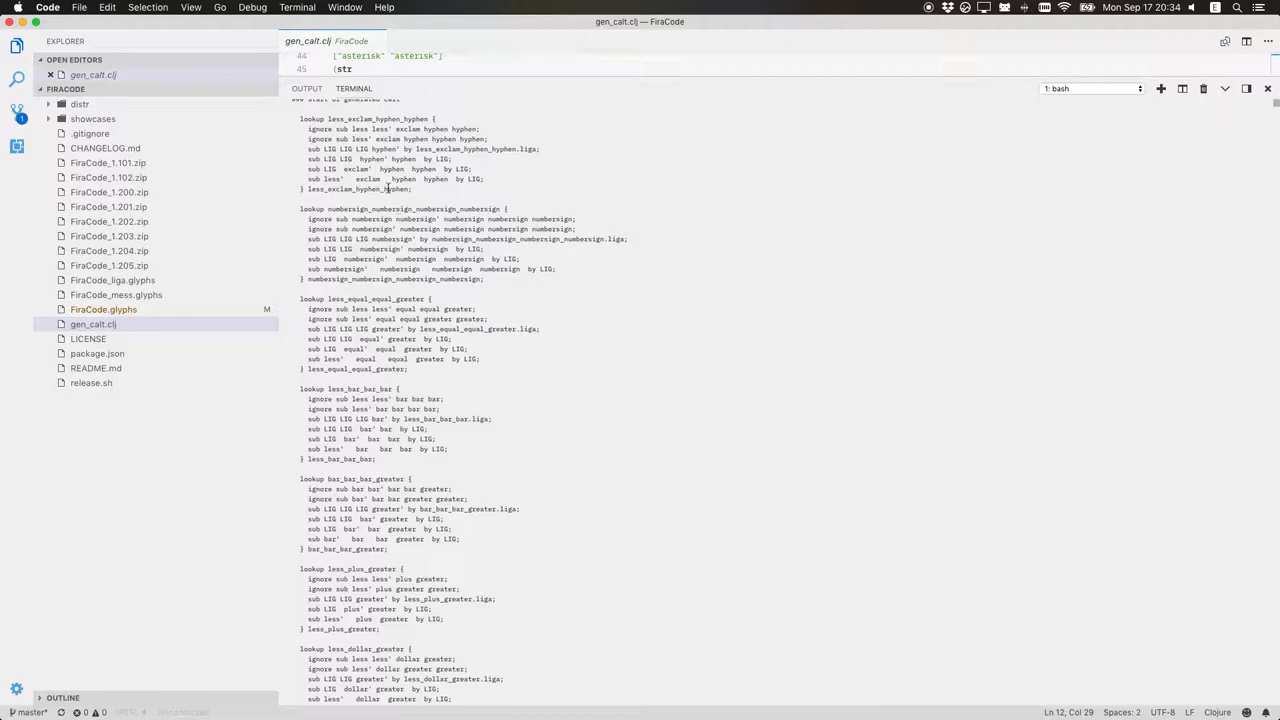 Code File Edit Selection View Go Debug Terminal Window Help
Mon Sep 17 20:34
gen_calt.clj — FiraCode
EXPLORER
OPEN EDITORS
gen_calt.clj FiraCode
FIRACODE
distr
showcases
.gitignore
CHANGELOG.md
FiraCode_1.101.zip
FiraCode_1.102.zip
FiraCode_1.200.zip
FiraCode_1.201.zip
FiraCode_1.202.zip
FiraCode_1.203.zip
FiraCode_1.204.zip
FiraCode_1.205.zip
FiraCode_liga.glyphs
FiraCode_mess.glyphs
FiraCode.glyphs M
gen_calt.clj
LICENSE
package.json
README.md
release.sh
OUTLINE
gen_calt.clj FiraCode
44 ["asterisk" "asterisk"]
45 (str
OUTPUT TERMINAL
1: bash
### start of generated calt
lookup less_exclam_hyphen_hyphen {
ignore sub less less' exclam hyphen hyphen;
ignore sub less' exclam hyphen hyphen hyphen;
sub LIG LIG LIG hyphen' by less_exclam_hyphen_hyphen.liga;
sub LIG LIG hyphen' hyphen by LIG;
sub LIG exclam' hyphen hyphen by LIG;
sub less' exclam hyphen hyphen by LIG;
} less_exclam_hyphen_hyphen;
lookup numbersign_numbersign_numbersign_numbersign {
ignore sub numbersign numbersign' numbersign numbersign numbersign;
ignore sub numbersign' numbersign numbersign numbersign numbersign;
sub LIG LIG LIG numbersign' by numbersign_numbersign_numbersign_numbersign.liga;
sub LIG LIG numbersign' numbersign by LIG;
sub LIG numbersign' numbersign numbersign by LIG;
sub numbersign' numbersign numbersign numbersign by LIG;
} numbersign_numbersign_numbersign_numbersign;
lookup less_equal_equal_greater {
ignore sub less less' equal equal greater;
ignore sub less' equal equal greater greater;
sub LIG LIG LIG greater' by less_equal_equal_greater.liga;
sub LIG LIG equal' greater by LIG;
sub LIG equal' equal greater by LIG;
sub less' equal equal greater by LIG;
} less_equal_equal_greater;
lookup less_bar_bar_bar {
ignore sub less less' bar bar bar;
ignore sub less' bar bar bar bar;
sub LIG LIG LIG bar' by less_bar_bar_bar.liga;
sub LIG LIG bar' bar by LIG;
sub LIG bar' bar bar by LIG;
sub less' bar bar bar by LIG;
} less_bar_bar_bar;
lookup bar_bar_bar_greater {
ignore sub bar bar' bar bar greater;
ignore sub bar' bar bar greater greater;
sub LIG LIG LIG greater' by bar_bar_bar_greater.liga;
sub LIG LIG bar' greater by LIG;
sub LIG bar' bar greater by LIG;
sub bar' bar bar greater by LIG;
} bar_bar_bar_greater;
lookup less_plus_greater {
ignore sub less less' plus greater;
ignore sub less' plus greater greater;
sub LIG LIG greater' by less_plus_greater.liga;
sub LIG plus' greater by LIG;
sub less' plus greater by LIG;
} less_plus_greater;
lookup less_dollar_greater {
ignore sub less less' dollar greater;
ignore sub less' dollar greater greater;
sub LIG LIG greater' by less_dollar_greater.liga;
sub LIG dollar' greater by LIG;
sub less' dollar greater by LIG;
master* 0 0
Ln 12, Col 29 Spaces: 2 UTF-8 LF Clojure